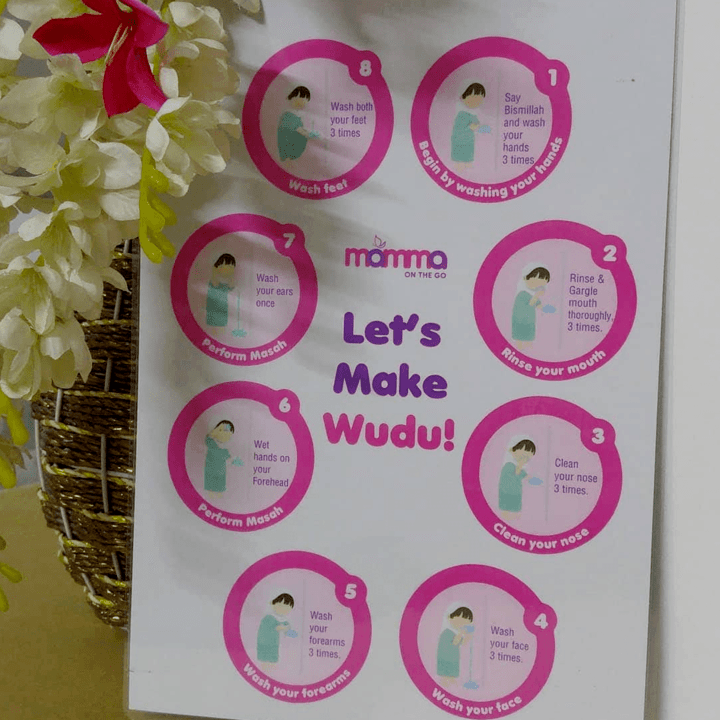 mamma
ON THE GO
Let's
Make
Wudu!
1
Say
Bismillah
and wash
your
hands
3 times
Begin by washing your hands
2
Rinse &
Gargle
mouth
thoroughly,
3 times.
Rinse your mouth
3
Clean
your nose
3 times.
Clean your nose
4
Wash
your face
3 times.
Wash your face
5
Wash
your
forearms
3 times.
Wash your forearms
6
Wet
hands on
your
Forehead
Perform Masah
7
Wash
your ears
once
Perform Masah
8
Wash both
your feet
3 times
Wash feet